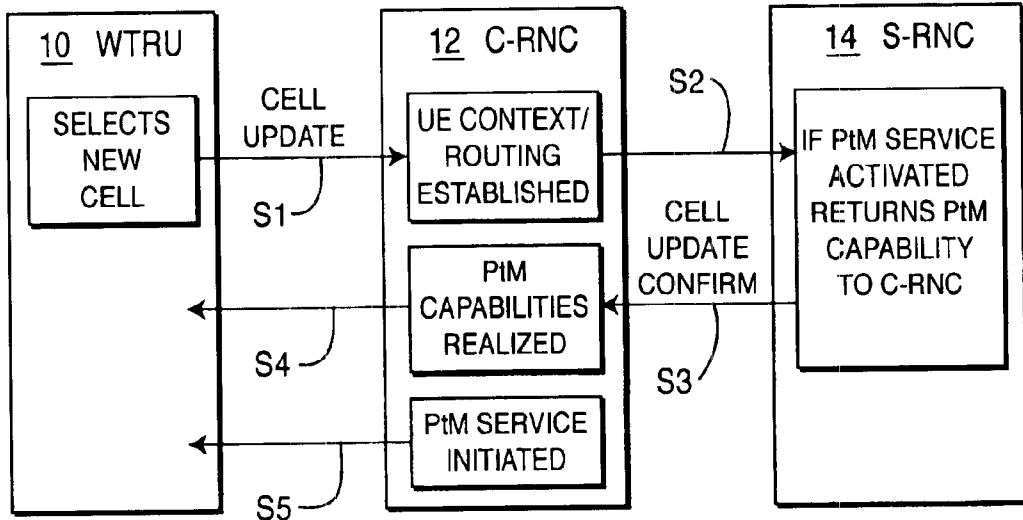 10 WTRU
SELECTS
NEW
CELL
CELL
UPDATE
S1
12 C-RNC
UE CONTEXT/
ROUTING
ESTABLISHED
S2
14 S-RNC
IF PtM SERVICE
ACTIVATED
RETURNS PtM
CAPABILITY
TO C-RNC
CELL
UPDATE
CONFIRM
S3
PtM
CAPABILITIES
REALIZED
S4
PtM SERVICE
INITIATED
S5